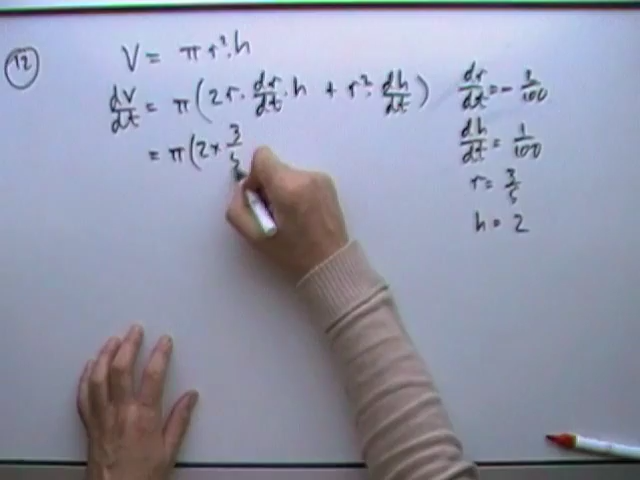 12
V = πr²·h
dV/dt = π(2r·dr/dt·h + r²·dh/dt)
= π(2×3/5
dr/dt = -3/100
dh/dt = 1/100
r = 3/5
h = 2